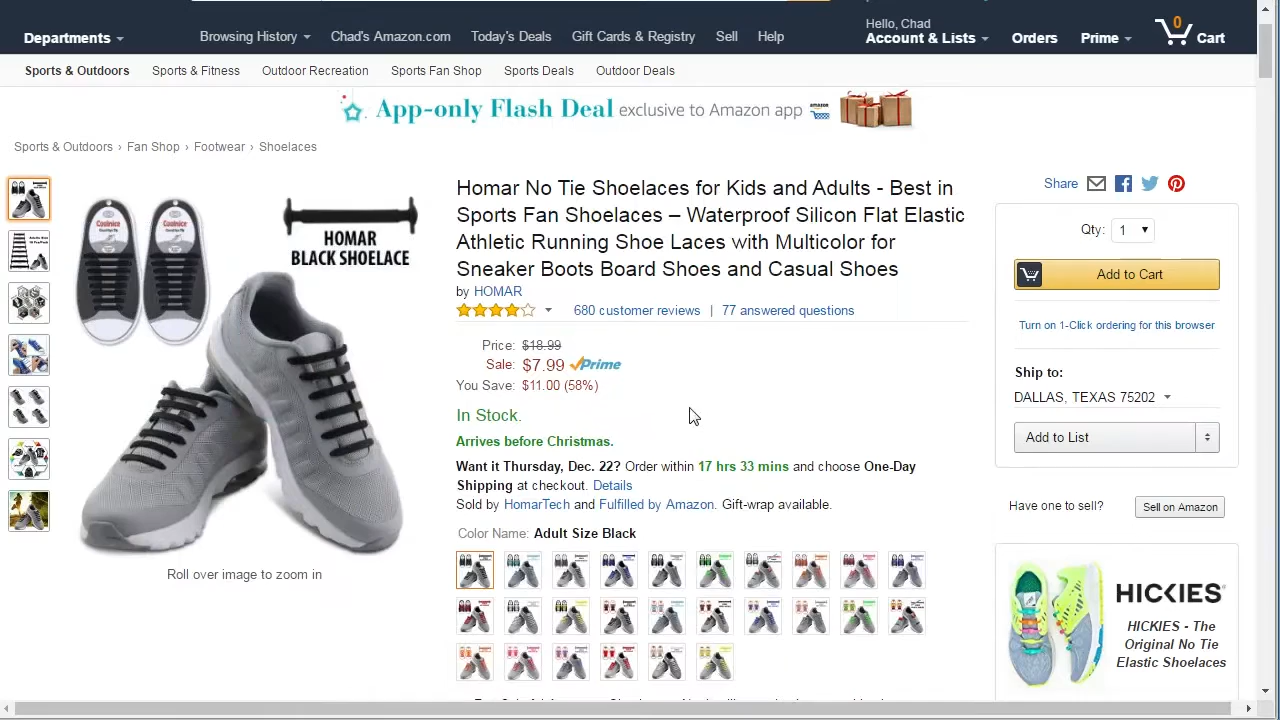 Hello, Chad
Departments
Browsing History
Chad's Amazon.com
Today's Deals
Gift Cards & Registry
Sell
Help
Account & Lists
Orders
Prime
0
Cart
Sports & Outdoors
Sports & Fitness
Outdoor Recreation
Sports Fan Shop
Sports Deals
Outdoor Deals
App-only Flash Deal exclusive to Amazon app
Sports & Outdoors › Fan Shop › Footwear › Shoelaces
HOMAR
BLACK SHOELACE
Coolnice
Coolnice
Roll over image to zoom in
Homar No Tie Shoelaces for Kids and Adults - Best in
Sports Fan Shoelaces – Waterproof Silicon Flat Elastic
Athletic Running Shoe Laces with Multicolor for
Sneaker Boots Board Shoes and Casual Shoes
by HOMAR
680 customer reviews | 77 answered questions
Price: $18.99
Sale: $7.99 Prime
You Save: $11.00 (58%)
In Stock.
Arrives before Christmas.
Want it Thursday, Dec. 22? Order within 17 hrs 33 mins and choose One-Day
Shipping at checkout. Details
Sold by HomarTech and Fulfilled by Amazon. Gift-wrap available.
Color Name: Adult Size Black
Share
Qty: 1
Add to Cart
Turn on 1-Click ordering for this browser
Ship to:
DALLAS, TEXAS 75202
Add to List
Have one to sell?
Sell on Amazon
HICKIES®
HICKIES - The
Original No Tie
Elastic Shoelaces